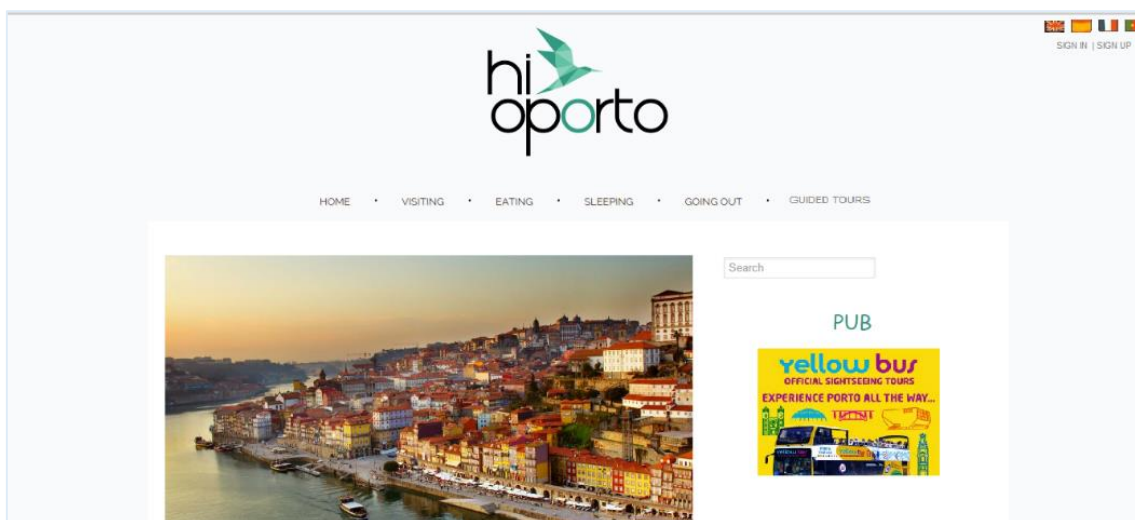 SIGN IN | SIGN UP
hi
oporto
HOME · VISITING · EATING · SLEEPING · GOING OUT · GUIDED TOURS
Search
PUB
yellow bus
OFFICIAL SIGHTSEEING TOURS
EXPERIENCE PORTO ALL THE WAY...